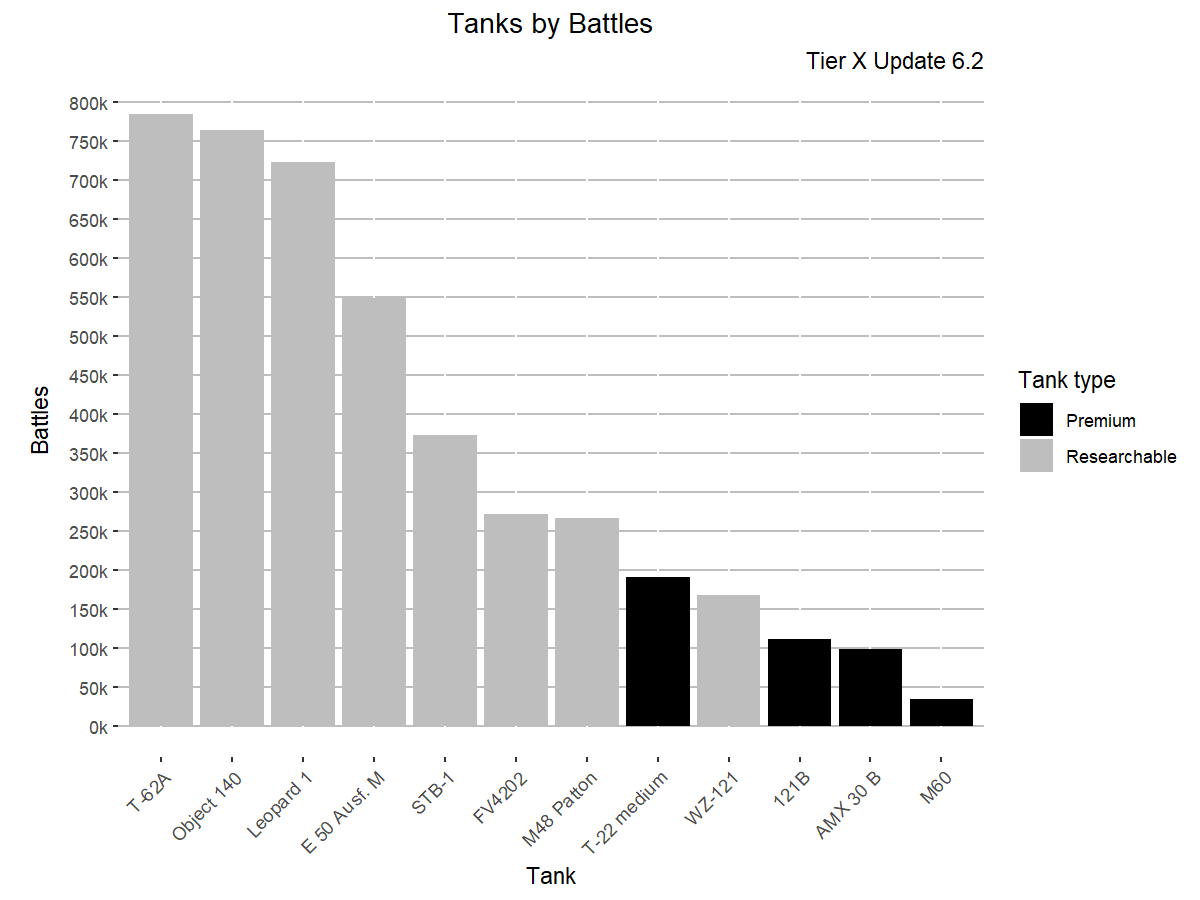 Tanks by Battles
Tier X Update 6.2
800k
750k
700k
650k
600k
550k
500k
450k
400k
350k
300k
250k
200k
150k
100k
50k
0k
Battles
T-62A
Object 140
Leopard 1
E 50 Ausf. M
STB-1
FV4202
M48 Patton
T-22 medium
WZ-121
121B
AMX 30 B
M60
Tank
Tank type
Premium
Researchable